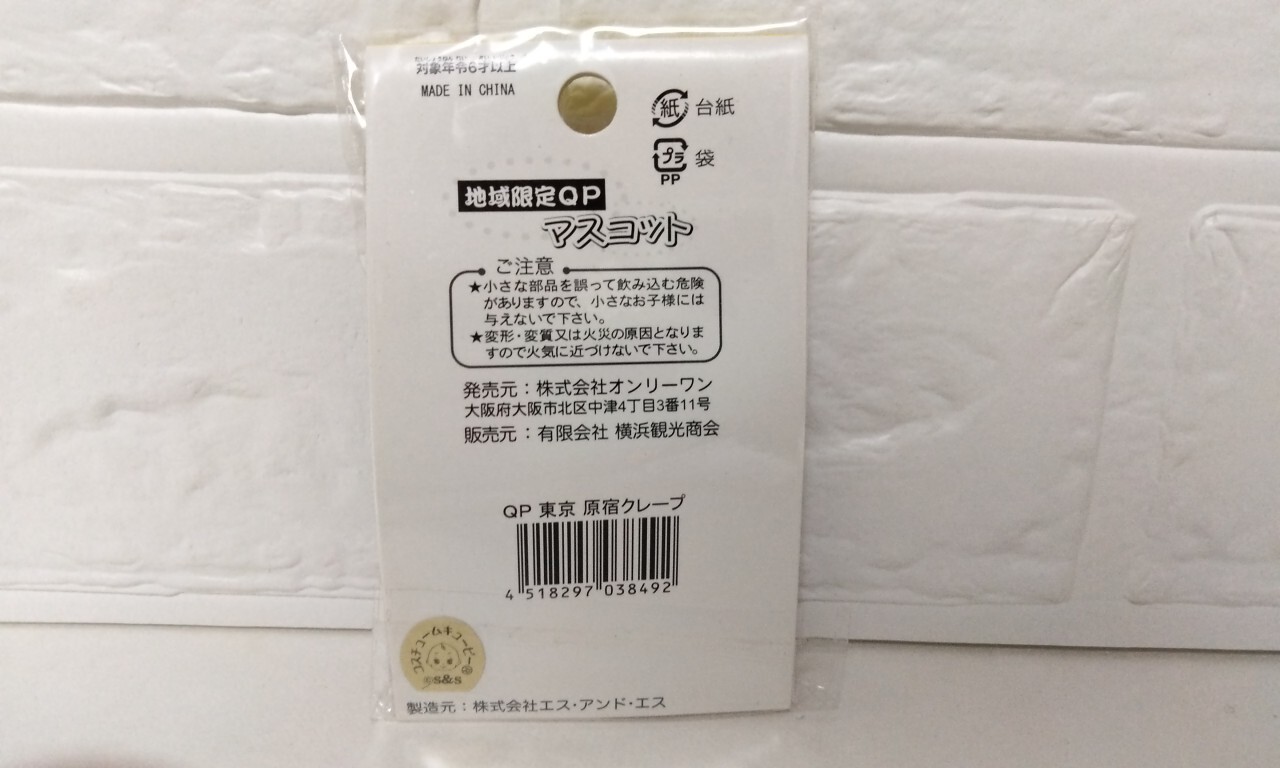 対象年令6才以上
MADE IN CHINA
紙 台紙
プラ 袋
PP
地域限定QP
マスコット
ご注意
★小さな部品を誤って飲み込む危険
がありますので、小さなお子様には
与えないで下さい。
★変形・変質又は火災の原因となりま
すので火気に近づけないで下さい。
発売元：株式会社オンリーワン
大阪府大阪市北区中津4丁目3番11号
販売元：有限会社 横浜観光商会
QP 東京 原宿クレープ
4 518297 038492
コスチュームキューピー®
©S&S
製造元：株式会社エス・アンド・エス